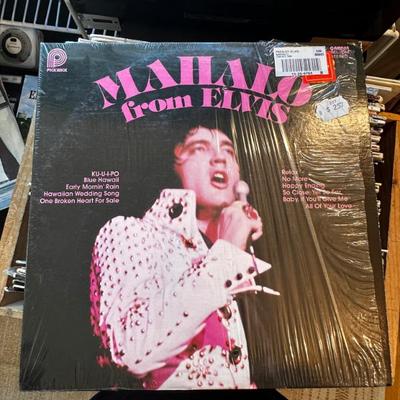 PICKWICK
MAHALO
from ELVIS
KU-U-I-PO
Blue Hawaii
Early Mornin' Rain
Hawaiian Wedding Song
One Broken Heart For Sale
Relax
No More
Happy Ending
So Close, Yet So Far
Baby, If You'll Give Me
All Of Your Love